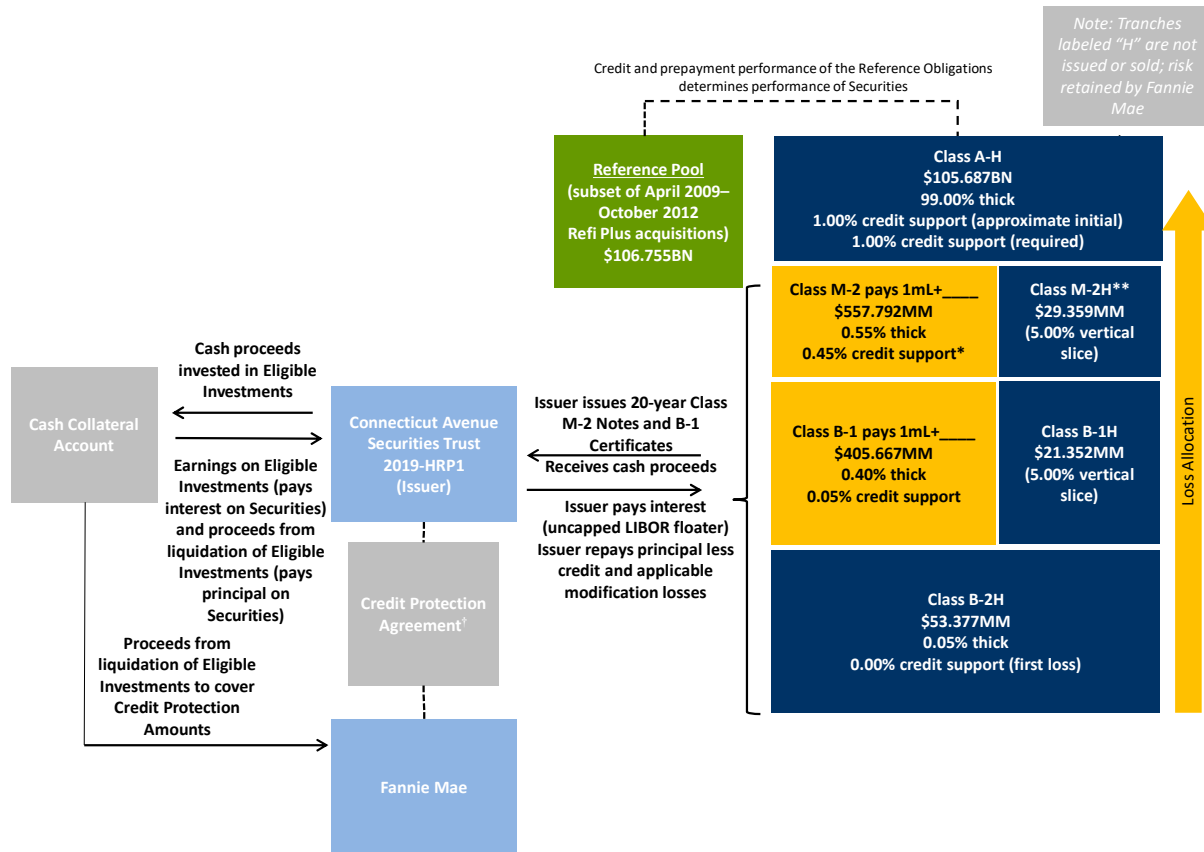 Note: Tranches
labeled “H” are not
issued or sold; risk
retained by Fannie
Mae
Credit and prepayment performance of the Reference Obligations
determines performance of Securities
Reference Pool
(subset of April 2009–
October 2012
Refi Plus acquisitions)
$106.755BN
Class A-H
$105.687BN
99.00% thick
1.00% credit support (approximate initial)
1.00% credit support (required)
Class M-2 pays 1mL+____
$557.792MM
0.55% thick
0.45% credit support*
Class M-2H**
$29.359MM
(5.00% vertical
slice)
Class B-1 pays 1mL+____
$405.667MM
0.40% thick
0.05% credit support
Class B-1H
$21.352MM
(5.00% vertical
slice)
Class B-2H
$53.377MM
0.05% thick
0.00% credit support (first loss)
Loss Allocation
Cash proceeds
invested in Eligible
Investments
Cash Collateral
Account
Earnings on Eligible
Investments (pays
interest on Securities)
and proceeds from
liquidation of Eligible
Investments (pays
principal on
Securities)
Connecticut Avenue
Securities Trust
2019-HRP1
(Issuer)
Issuer issues 20-year Class
M-2 Notes and B-1
Certificates
Receives cash proceeds
Issuer pays interest
(uncapped LIBOR floater)
Issuer repays principal less
credit and applicable
modification losses
Credit Protection
Agreement†
Proceeds from
liquidation of Eligible
Investments to cover
Credit Protection
Amounts
Fannie Mae